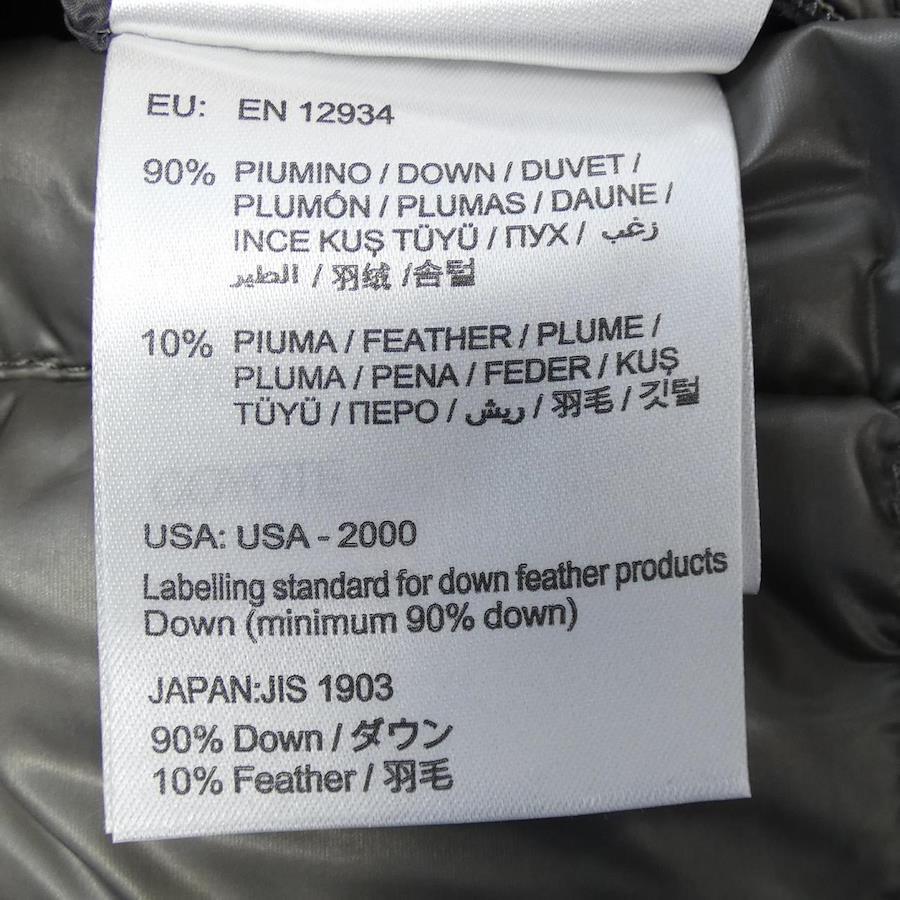 EU: EN 12934
90% PIUMINO / DOWN / DUVET /
PLUMÓN / PLUMAS / DAUNE /
INCE KUŞ TÜYÜ / ПУХ / زغب
الطير / 羽绒 /솜털
10% PIUMA / FEATHER / PLUME /
PLUMA / PENA / FEDER / KUŞ
TÜYÜ / ПЕРО / ريش / 羽毛 / 깃털
USA: USA - 2000
Labelling standard for down feather products
Down (minimum 90% down)
JAPAN:JIS 1903
90% Down / ダウン
10% Feather / 羽毛